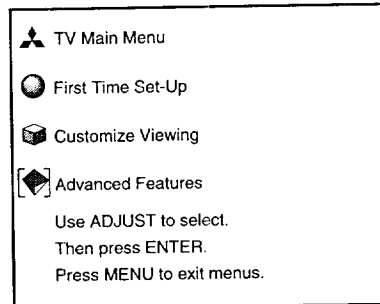 TV Main Menu
First Time Set-Up
Customize Viewing
Advanced Features
Use ADJUST to select.
Then press ENTER.
Press MENU to exit menus.